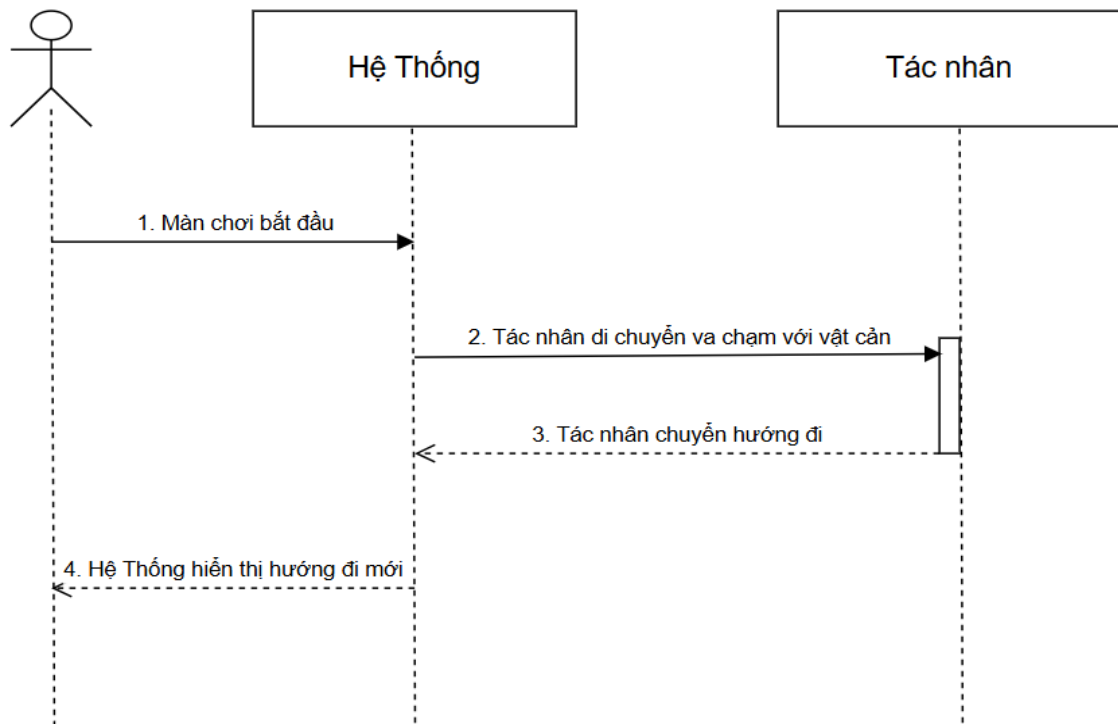 Hệ Thống
Tác nhân
1. Màn chơi bắt đầu
2. Tác nhân di chuyển va chạm với vật cản
3. Tác nhân chuyển hướng đi
4. Hệ Thống hiển thị hướng đi mới